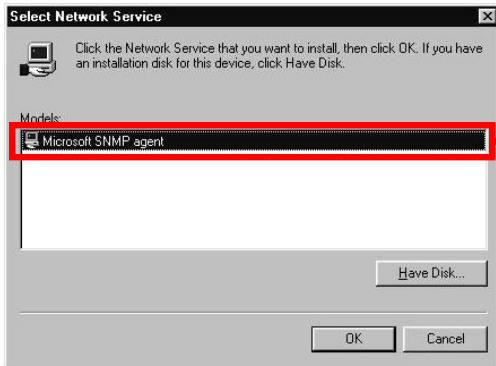 Select Network Service
Click the Network Service that you want to install, then click OK. If you have
an installation disk for this device, click Have Disk.
Models:
Microsoft SNMP agent
Have Disk...
OK
Cancel